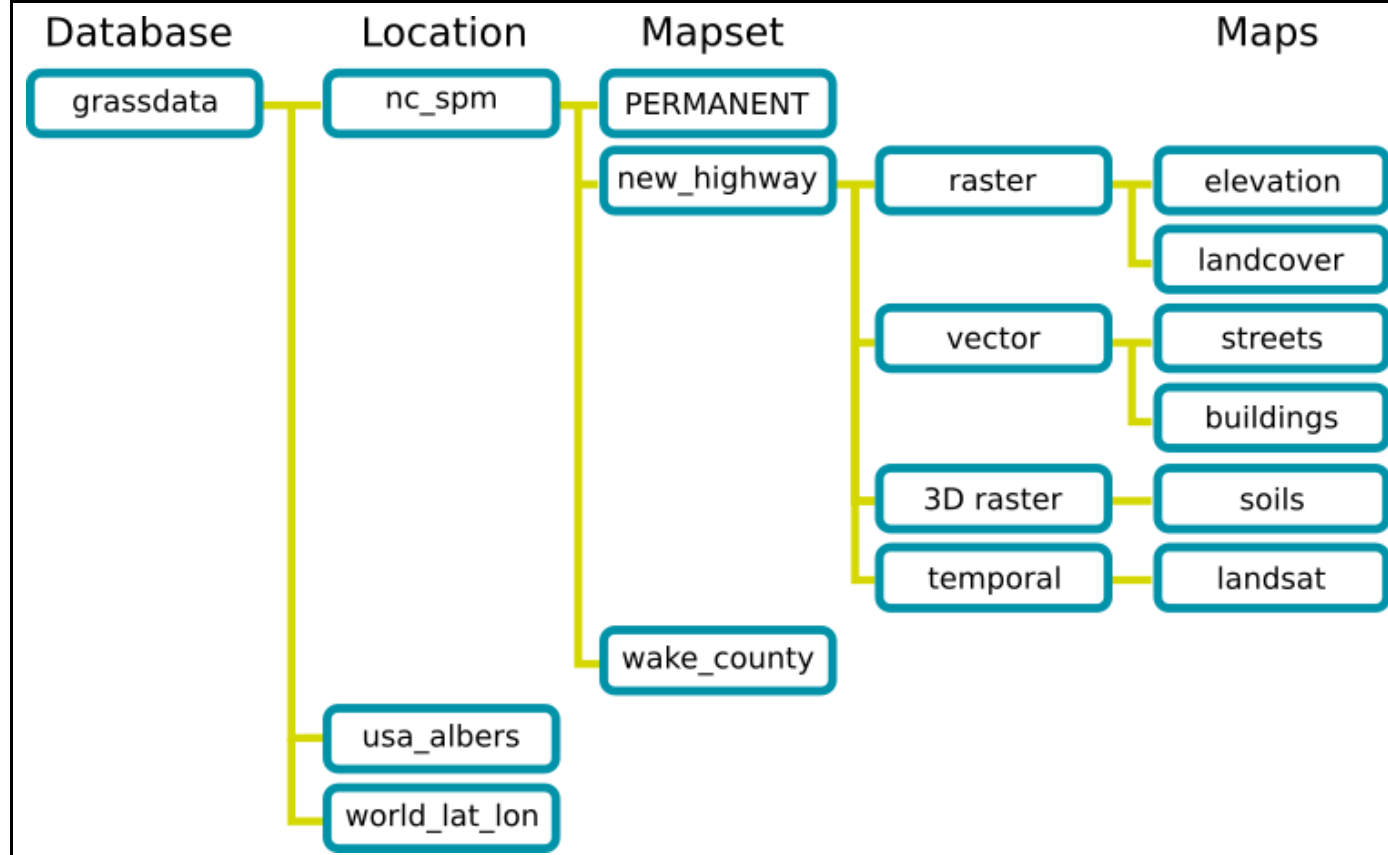 Database Location Mapset Maps
grassdata nc_spm PERMANENT
new_highway raster elevation
landcover
vector streets
buildings
3D raster soils
temporal landsat
wake_county
usa_albers
world_lat_lon